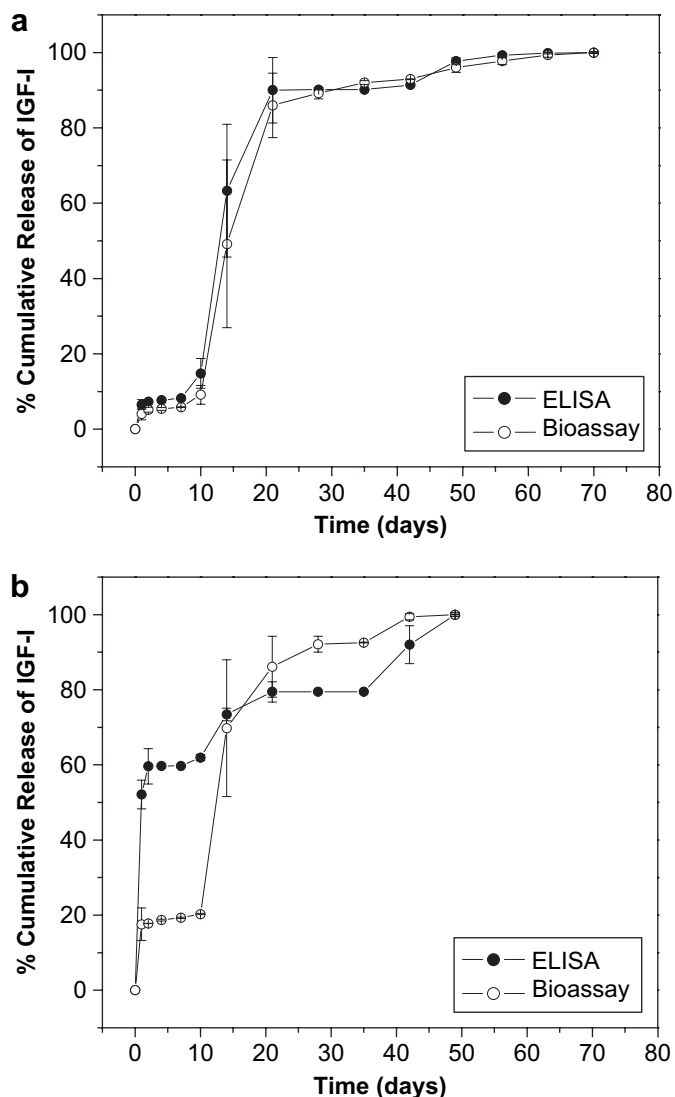 a
% Cumulative Release of IGF-I
100
80
60
40
20
0
ELISA
Bioassay
0 10 20 30 40 50 60 70 80
Time (days)
b
% Cumulative Release of IGF-I
100
80
60
40
20
0
ELISA
Bioassay
0 10 20 30 40 50 60 70 80
Time (days)